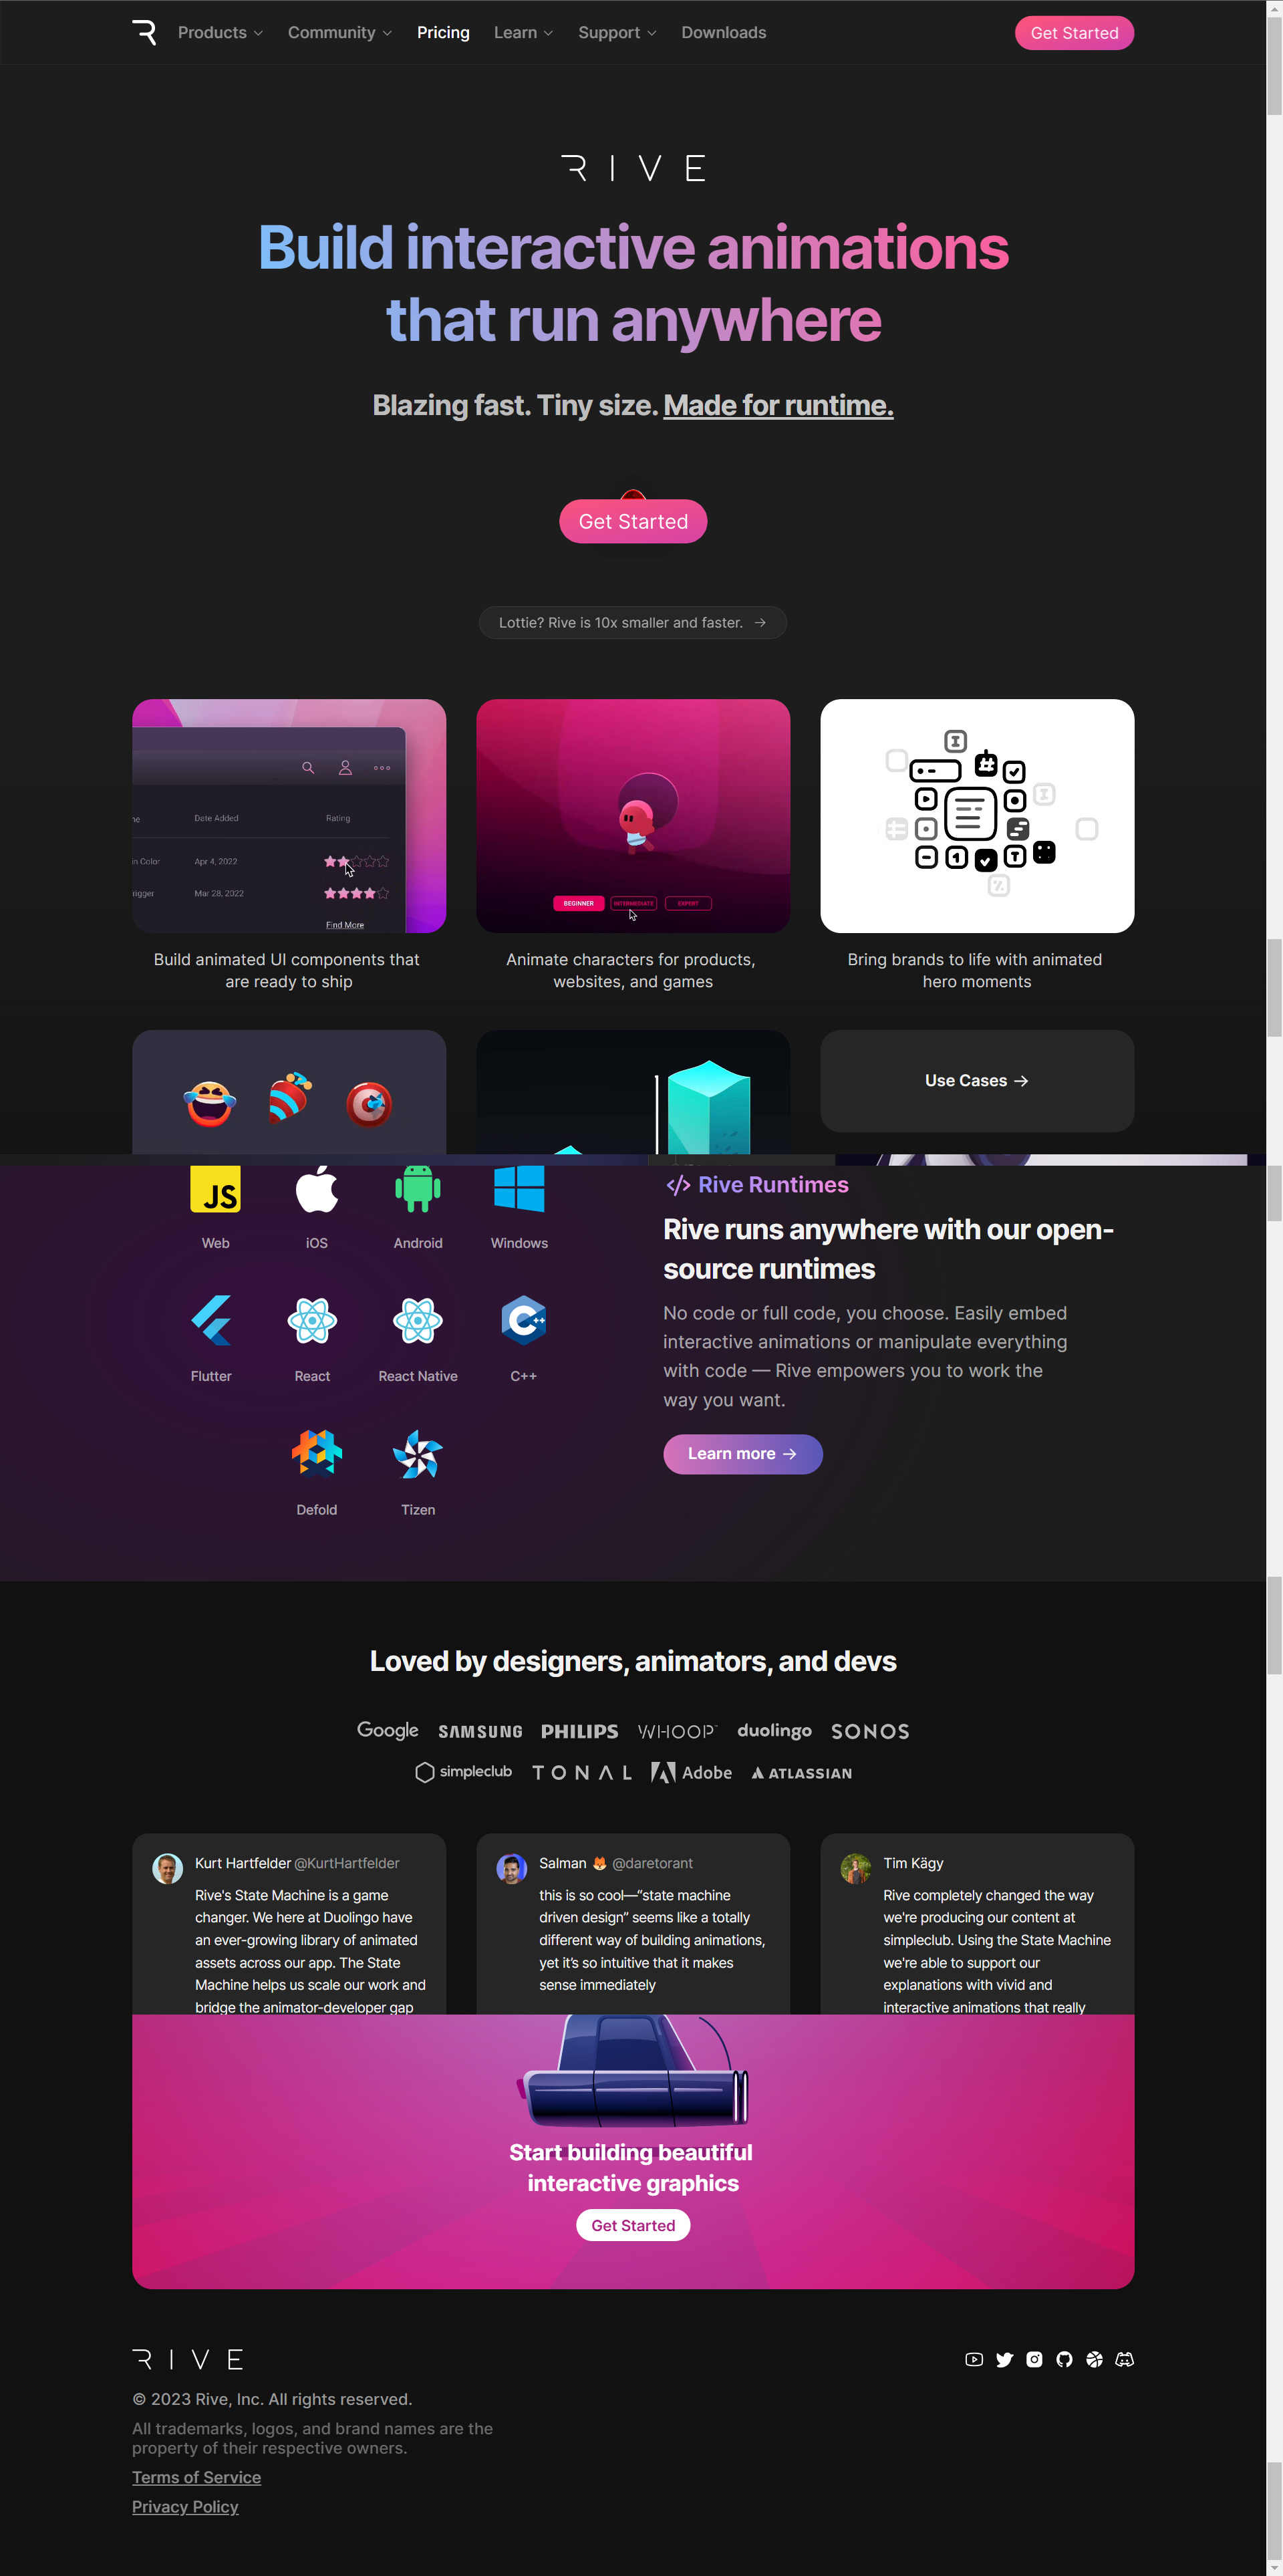 Products
Community
Pricing
Learn
Support
Downloads
Get Started
RIVE
Build interactive animations
that run anywhere
Blazing fast. Tiny size. Made for runtime.
Get Started
Lottie? Rive is 10x smaller and faster. →
Date Added
Rating
in Color
Apr 4, 2022
Mar 28, 2022
Find More
BEGINNER
INTERMEDIATE
EXPERT
Build animated UI components that
are ready to ship
Animate characters for products,
websites, and games
Bring brands to life with animated
hero moments
Use Cases →
JS
Web
iOS
Android
Windows
Flutter
React
React Native
C++
Defold
Tizen
</> Rive Runtimes
Rive runs anywhere with our open-
source runtimes
No code or full code, you choose. Easily embed
interactive animations or manipulate everything
with code — Rive empowers you to work the
way you want.
Learn more →
Loved by designers, animators, and devs
Google SAMSUNG PHILIPS WHOOP duolingo SONOS
simpleclub TONAL Adobe ATLASSIAN
Kurt Hartfelder @KurtHartfelder
Rive's State Machine is a game
changer. We here at Duolingo have
an ever-growing library of animated
assets across our app. The State
Machine helps us scale our work and
bridge the animator-developer gap
Salman 🦊 @daretorant
this is so cool—“state machine
driven design” seems like a totally
different way of building animations,
yet it’s so intuitive that it makes
sense immediately
Tim Kägy
Rive completely changed the way
we're producing our content at
simpleclub. Using the State Machine
we're able to support our
explanations with vivid and
interactive animations that really
Start building beautiful
interactive graphics
Get Started
RIVE
© 2023 Rive, Inc. All rights reserved.
All trademarks, logos, and brand names are the
property of their respective owners.
Terms of Service
Privacy Policy